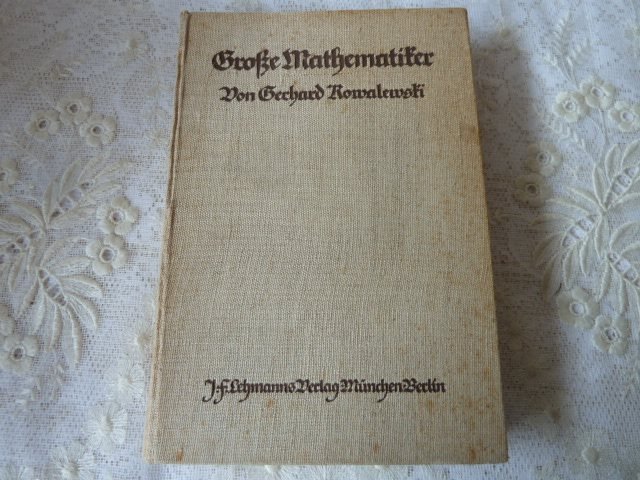 Große Mathematiker
Von Gerhard Kowalewski
J. F. Lehmanns Verlag München Berlin